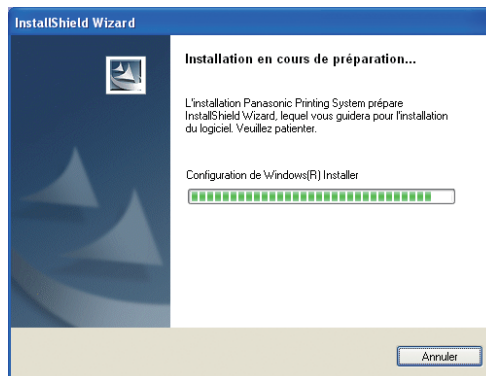 InstallShield Wizard
Installation en cours de préparation...
L'installation Panasonic Printing System prépare
InstallShield Wizard, lequel vous guidera pour l'installation
du logiciel. Veuillez patienter.
Configuration de Windows(R) Installer
Annuler